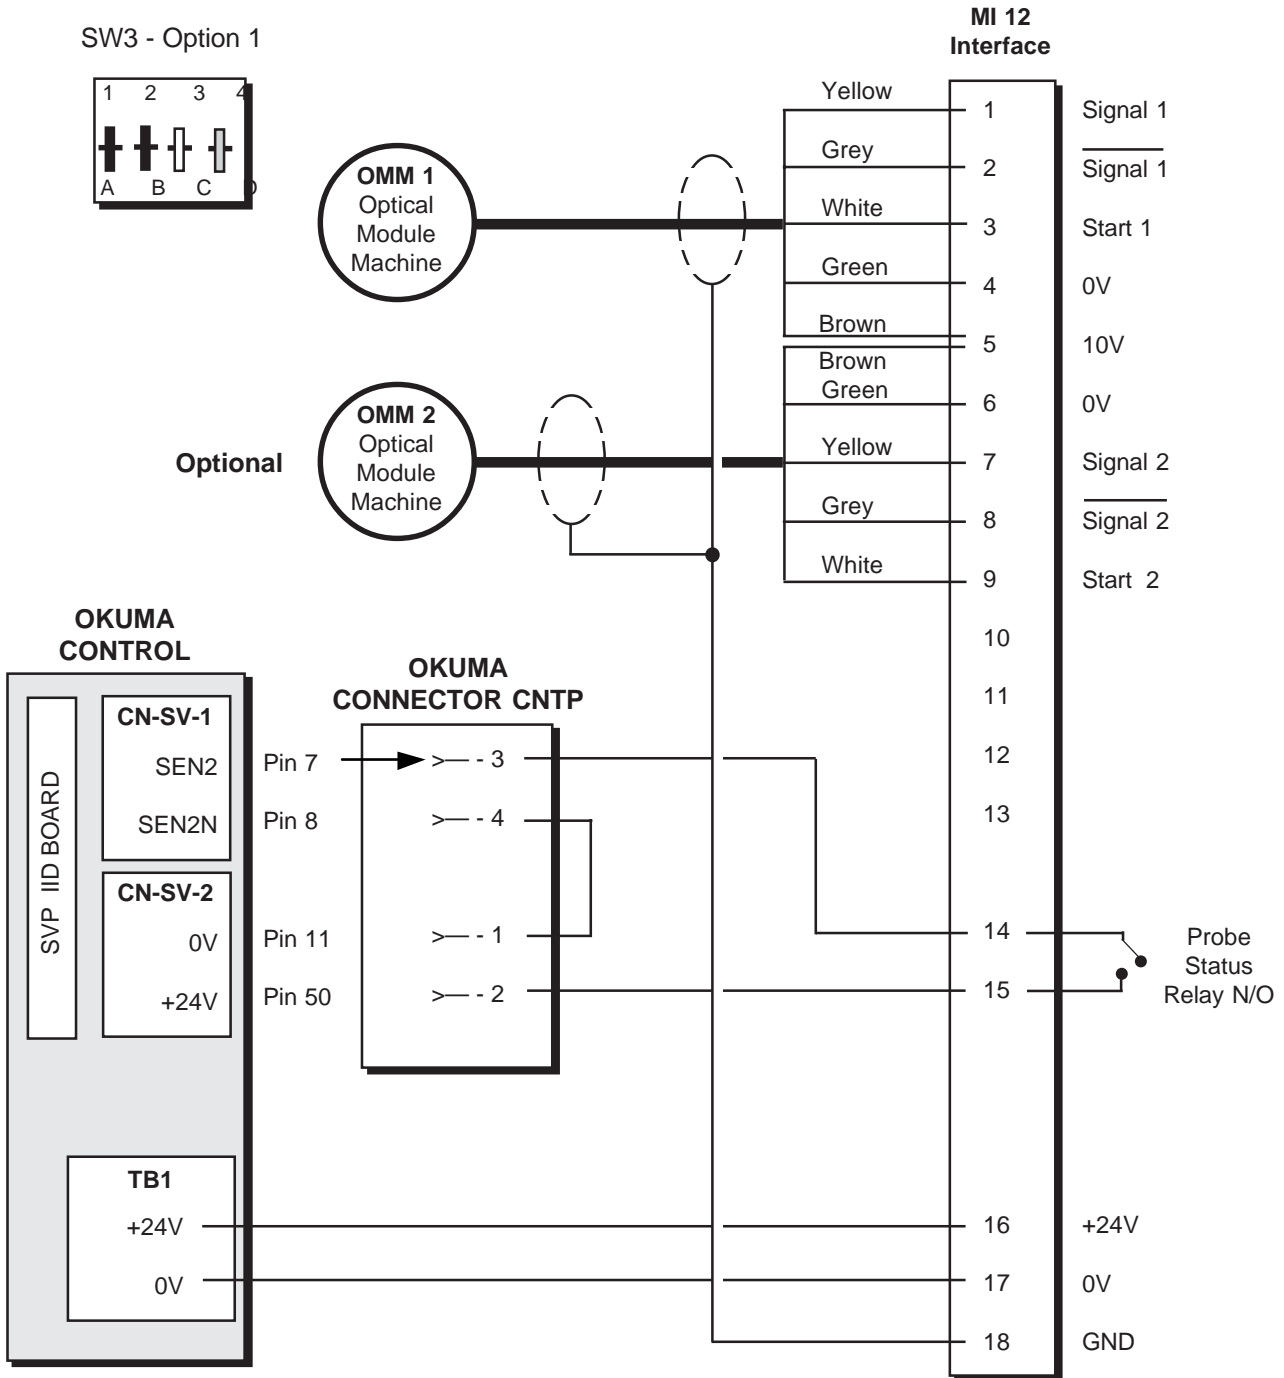 SW3 - Option 1
1 2 3 4
A B C D
MI 12
Interface
OMM 1
Optical
Module
Machine
Yellow 1 Signal 1
Grey 2 Signal 1
White 3 Start 1
Green 4 0V
Brown 5 10V
Brown
Green 6 0V
Optional
OMM 2
Optical
Module
Machine
Yellow 7 Signal 2
Grey 8 Signal 2
White 9 Start 2
10
11
12
13
14
15
Probe
Status
Relay N/O
16 +24V
17 0V
18 GND
OKUMA
CONTROL
SVP IID BOARD
CN-SV-1
SEN2 Pin 7
SEN2N Pin 8
CN-SV-2
0V Pin 11
+24V Pin 50
OKUMA
CONNECTOR CNTP
>— - 3
>— - 4
>— - 1
>— - 2
TB1
+24V
0V